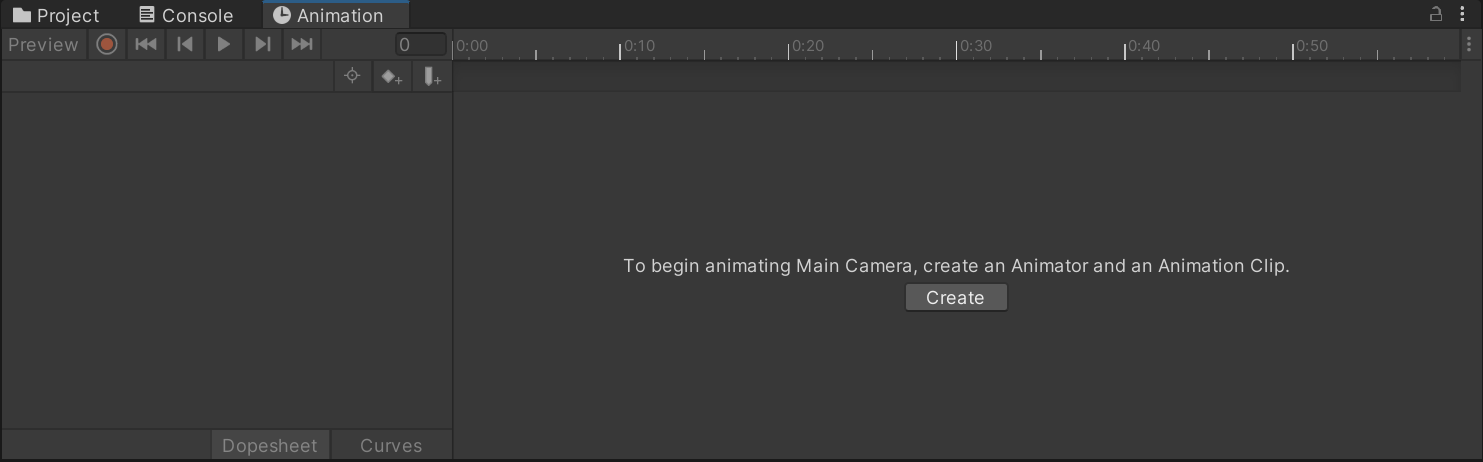 Project Console Animation
Preview 0 0:00 0:10 0:20 0:30 0:40 0:50
To begin animating Main Camera, create an Animator and an Animation Clip.
Create
Dopesheet Curves